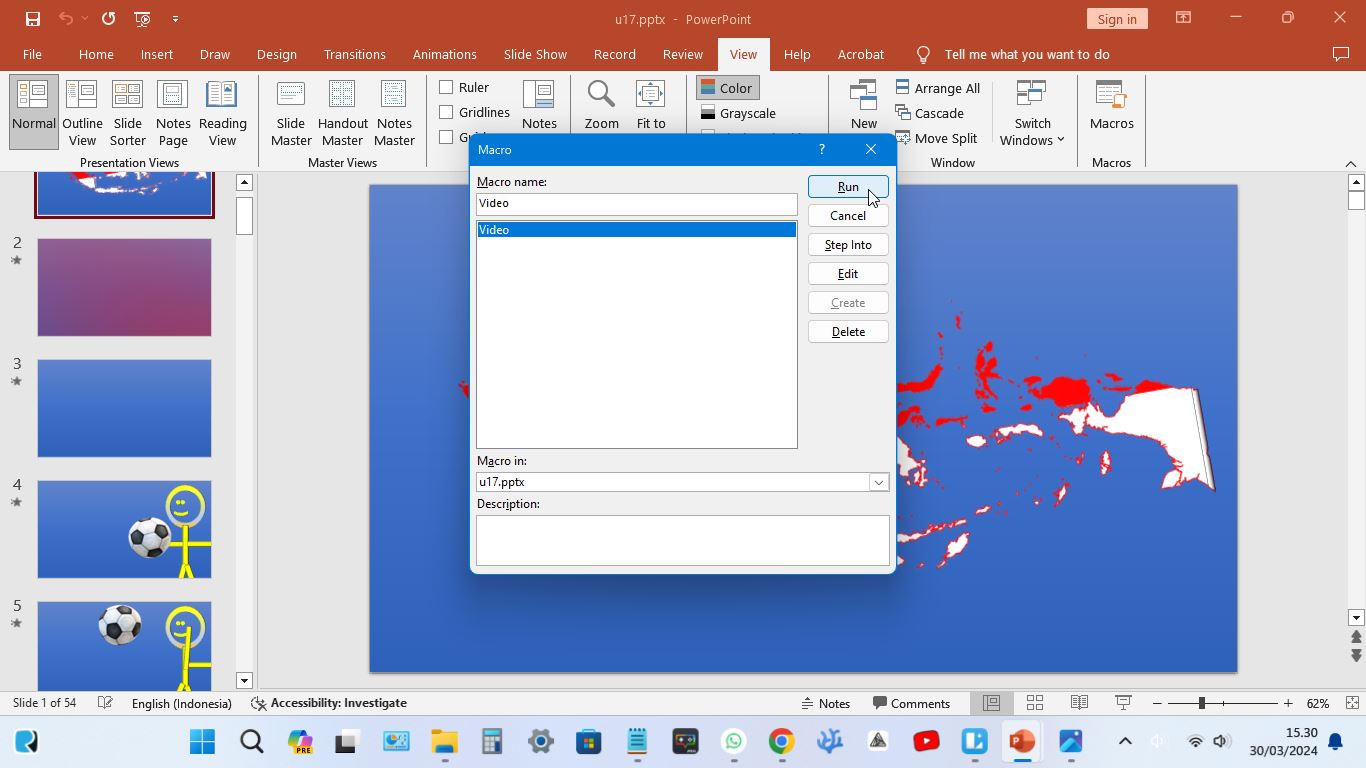 u17.pptx - PowerPoint
Sign in
File Home Insert Draw Design Transitions Animations Slide Show Record Review View Help Acrobat Tell me what you want to do
Normal
Outline View
Slide Sorter
Notes Page
Reading View
Presentation Views
Slide Master
Handout Master
Notes Master
Master Views
Ruler
Gridlines
Notes
Zoom
Fit to
Color
Grayscale
New
Arrange All
Cascade
Move Split
Switch Windows
Window
Macros
Macros
Macro
?
Macro name:
Video
Video
Run
Cancel
Step Into
Edit
Create
Delete
Macro in:
u17.pptx
Description:
2
3
4
5
Slide 1 of 54 English (Indonesia) Accessibility: Investigate Notes Comments 62%
PRE
15.30
30/03/2024